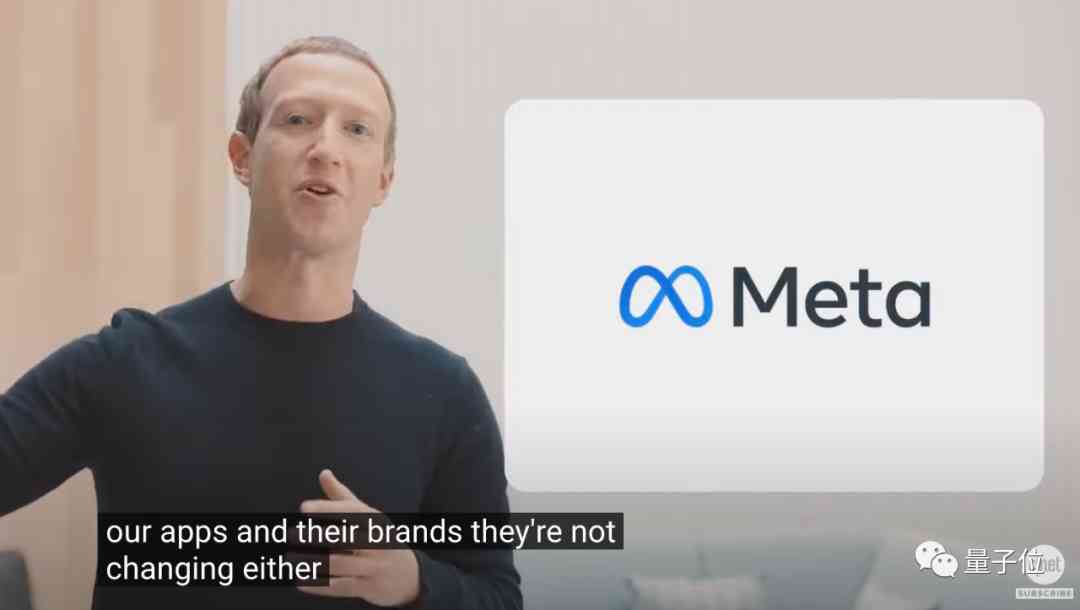 Meta
our apps and their brands they're not
changing either
量子位
SUBSCRIBE